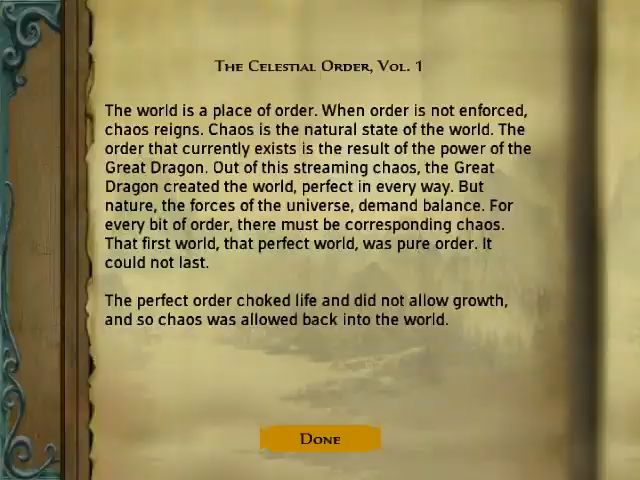 The Celestial Order, Vol. 1
The world is a place of order. When order is not enforced,
chaos reigns. Chaos is the natural state of the world. The
order that currently exists is the result of the power of the
Great Dragon. Out of this streaming chaos, the Great
Dragon created the world, perfect in every way. But
nature, the forces of the universe, demand balance. For
every bit of order, there must be corresponding chaos.
That first world, that perfect world, was pure order. It
could not last.
The perfect order choked life and did not allow growth,
and so chaos was allowed back into the world.
Done